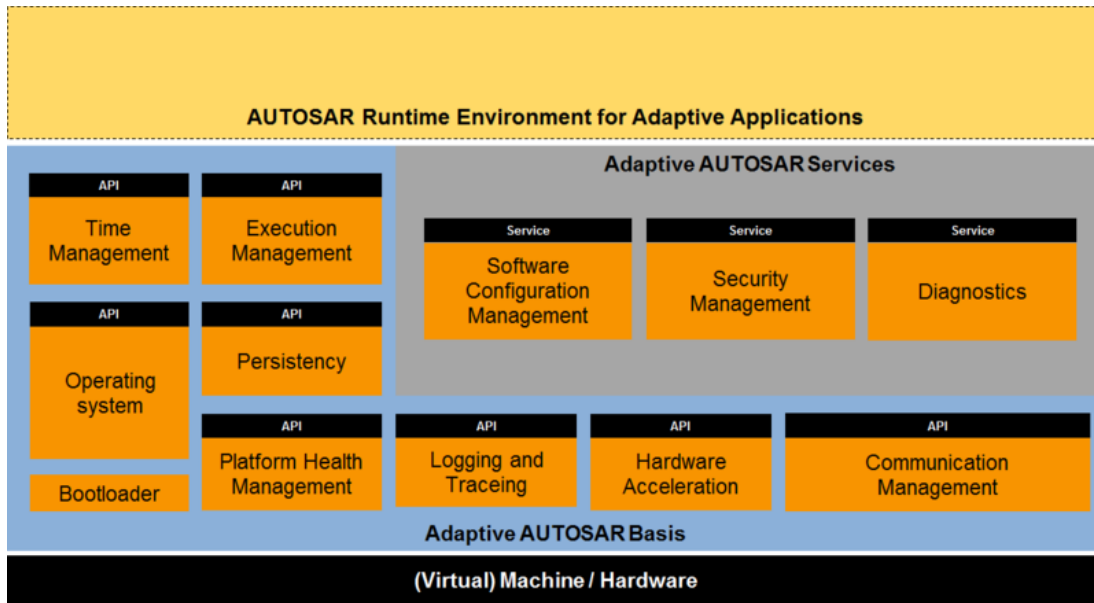 AUTOSAR Runtime Environment for Adaptive Applications
Adaptive AUTOSAR Services
API
Time
Management
API
Execution
Management
Service
Software
Configuration
Management
Service
Security
Management
Service
Diagnostics
API
Operating
system
API
Persistency
Bootloader
API
Platform Health
Management
API
Logging and
Traceing
API
Hardware
Acceleration
API
Communication
Management
Adaptive AUTOSAR Basis
(Virtual) Machine / Hardware